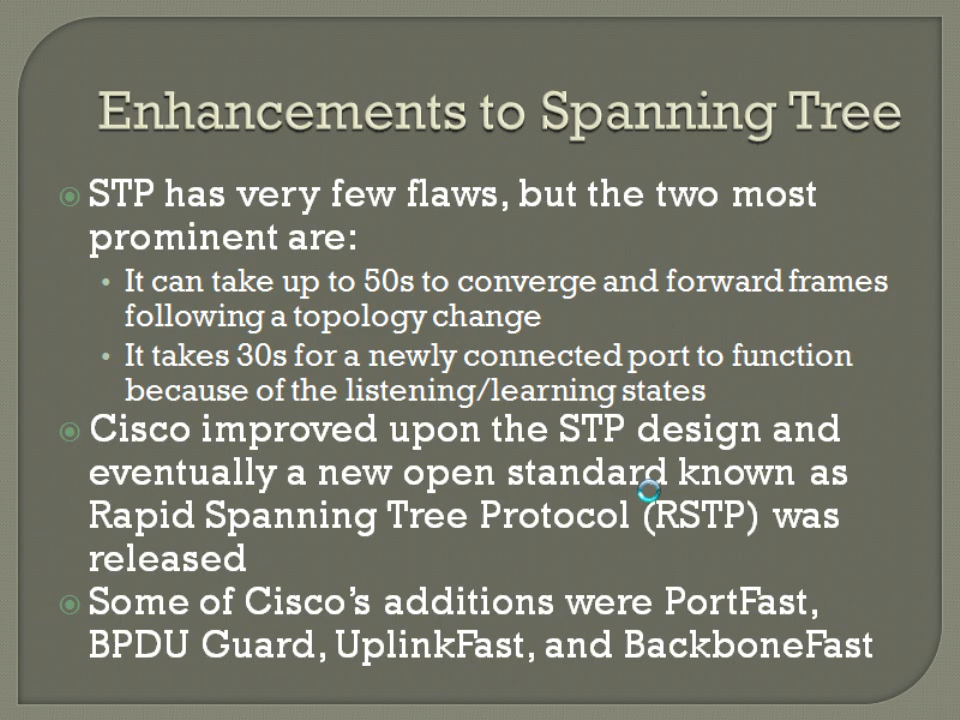 Enhancements to Spanning Tree
STP has very few flaws, but the two most
prominent are:
It can take up to 50s to converge and forward frames
following a topology change
It takes 30s for a newly connected port to function
because of the listening/learning states
Cisco improved upon the STP design and
eventually a new open standard known as
Rapid Spanning Tree Protocol (RSTP) was
released
Some of Cisco's additions were PortFast,
BPDU Guard, UplinkFast, and BackboneFast